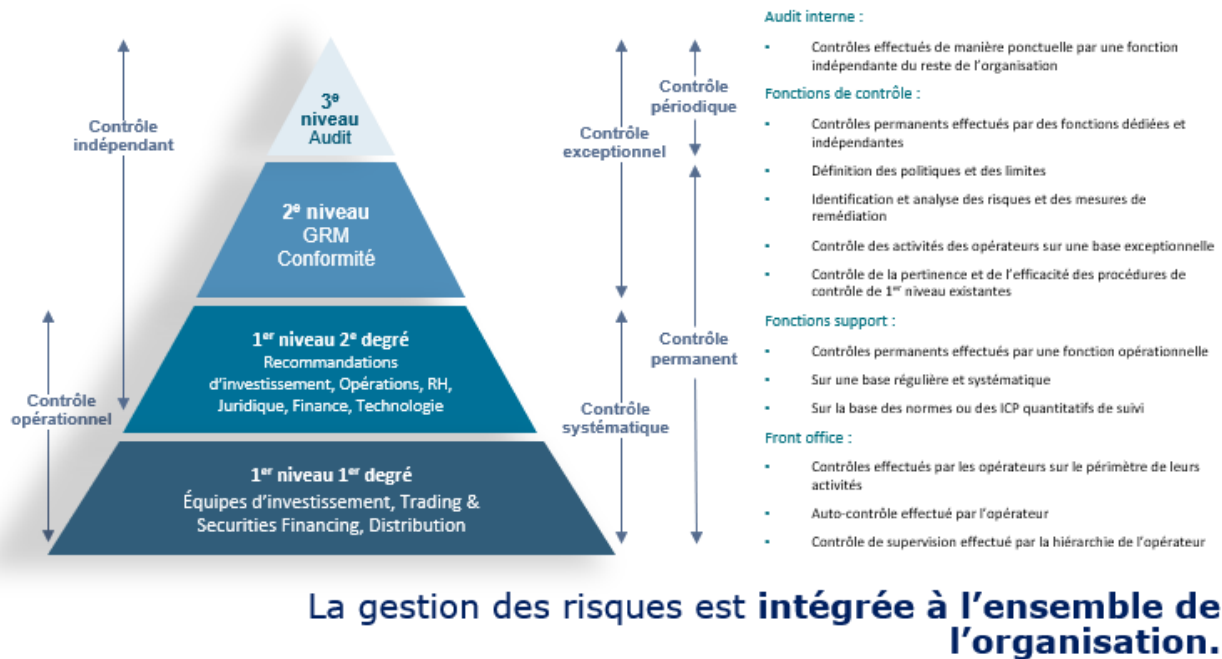 3e
niveau
Audit
2e niveau
GRM
Conformité
1er niveau 2e degré
Recommandations
d'investissement, Opérations, RH,
Juridique, Finance, Technologie
1er niveau 1er degré
Équipes d'investissement, Trading &
Securities Financing, Distribution
Contrôle
indépendant
Contrôle
opérationnel
Contrôle
exceptionnel
Contrôle
systématique
Contrôle
périodique
Contrôle
permanent
Audit interne :
▪ Contrôles effectués de manière ponctuelle par une fonction
indépendante du reste de l'organisation
Fonctions de contrôle :
▪ Contrôles permanents effectués par des fonctions dédiées et
indépendantes
▪ Définition des politiques et des limites
▪ Identification et analyse des risques et des mesures de
remédiation
▪ Contrôle des activités des opérateurs sur une base exceptionnelle
▪ Contrôle de la pertinence et de l'efficacité des procédures de
contrôle de 1er niveau existantes
Fonctions support :
▪ Contrôles permanents effectués par une fonction opérationnelle
▪ Sur une base régulière et systématique
▪ Sur la base des normes ou des ICP quantitatifs de suivi
Front office :
▪ Contrôles effectués par les opérateurs sur le périmètre de leurs
activités
▪ Auto-contrôle effectué par l'opérateur
▪ Contrôle de supervision effectué par la hiérarchie de l'opérateur
La gestion des risques est intégrée à l'ensemble de
l'organisation.